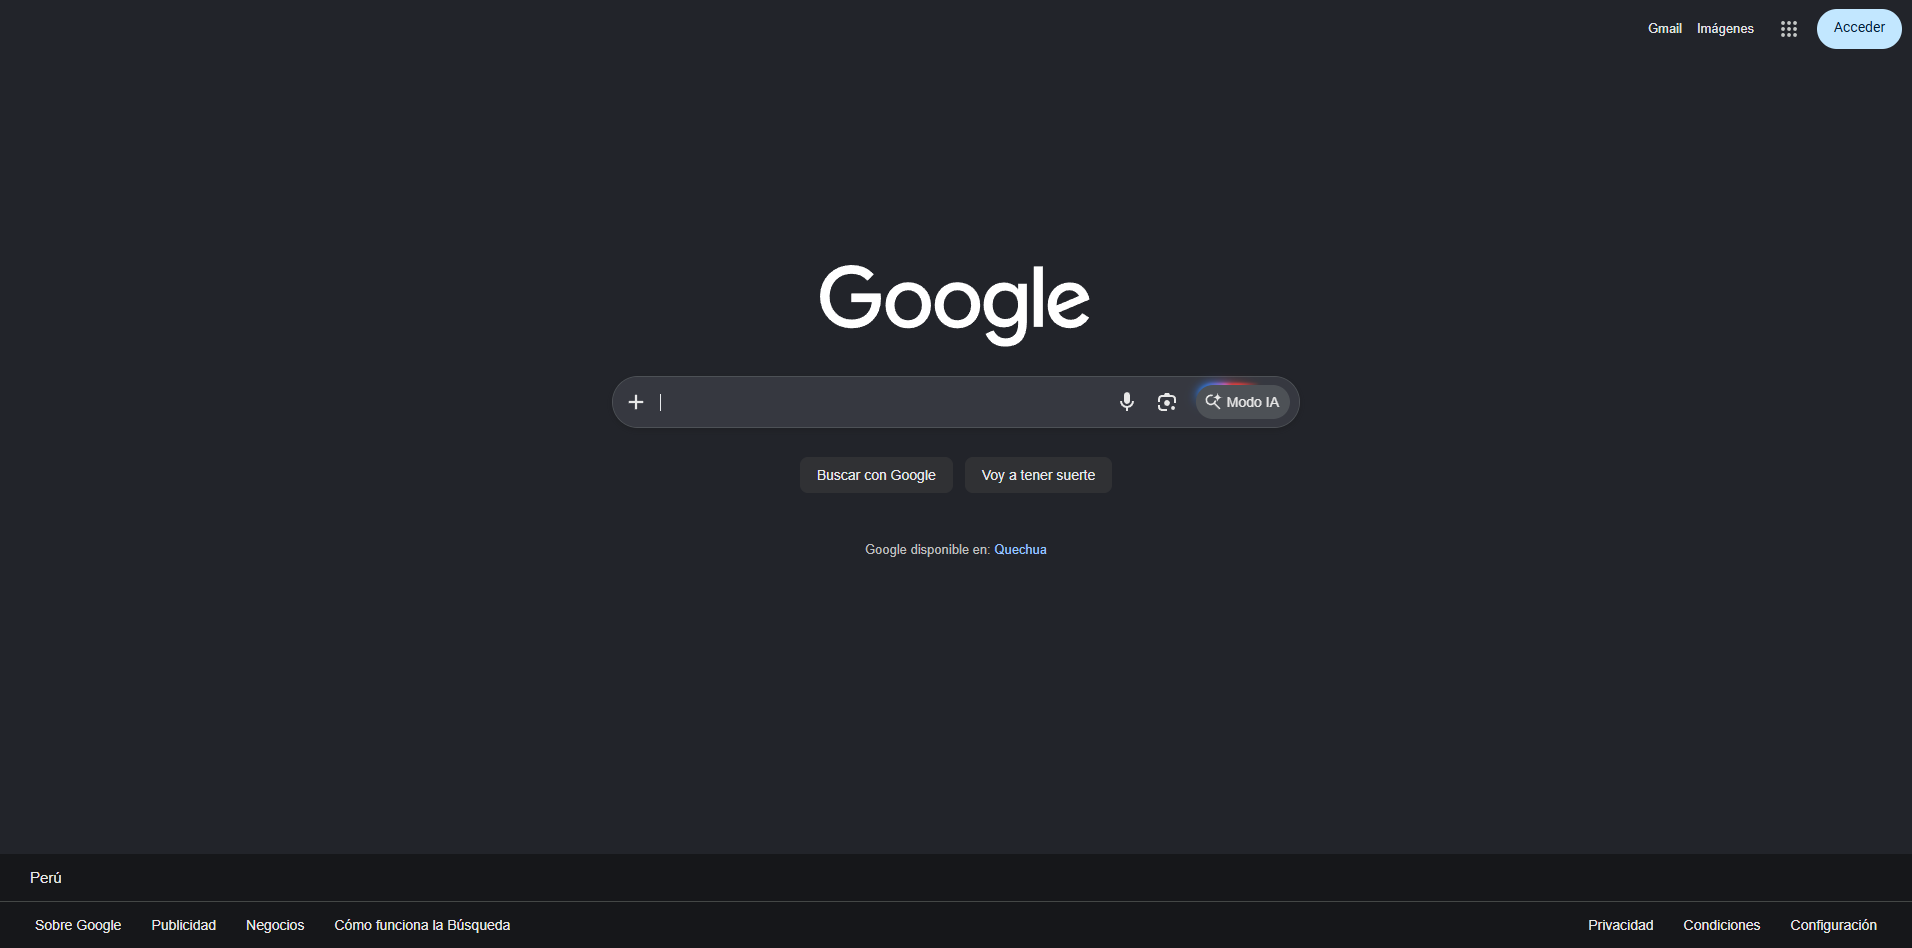 Gmail Imágenes Acceder
Google
Modo IA
Buscar con Google Voy a tener suerte
Google disponible en: Quechua
Perú
Sobre Google Publicidad Negocios Cómo funciona la Búsqueda Privacidad Condiciones Configuración